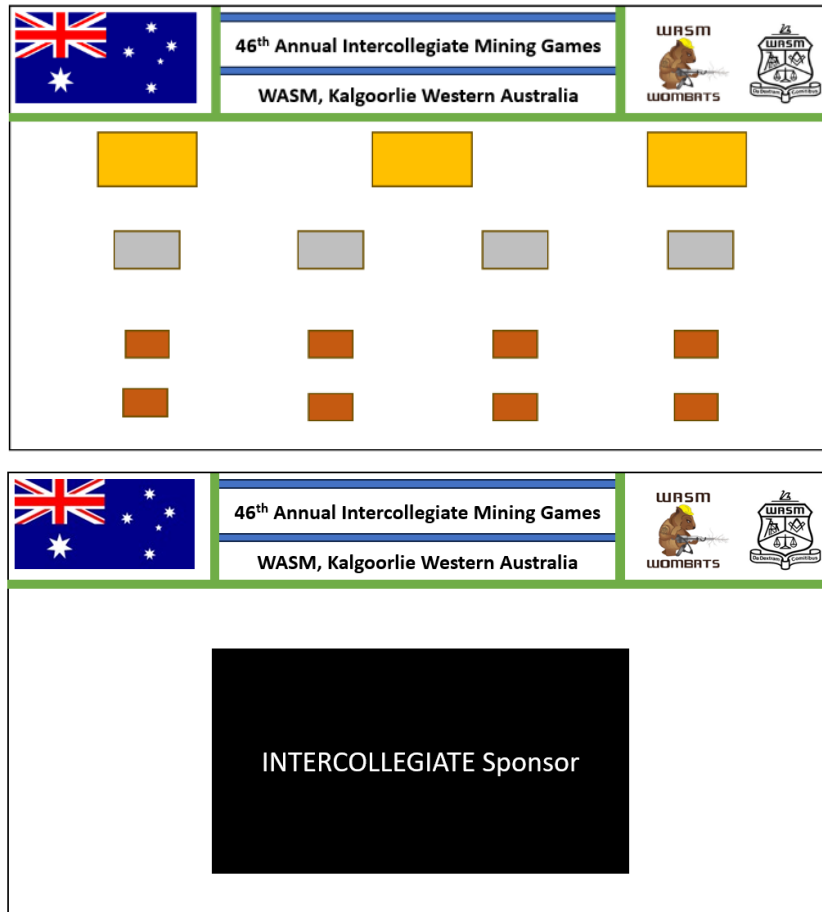 46th Annual Intercollegiate Mining Games
WASM, Kalgoorlie Western Australia
WASM
WOMBATS
WASM
46th Annual Intercollegiate Mining Games
WASM, Kalgoorlie Western Australia
WASM
WOMBATS
WASM
INTERCOLLEGIATE Sponsor